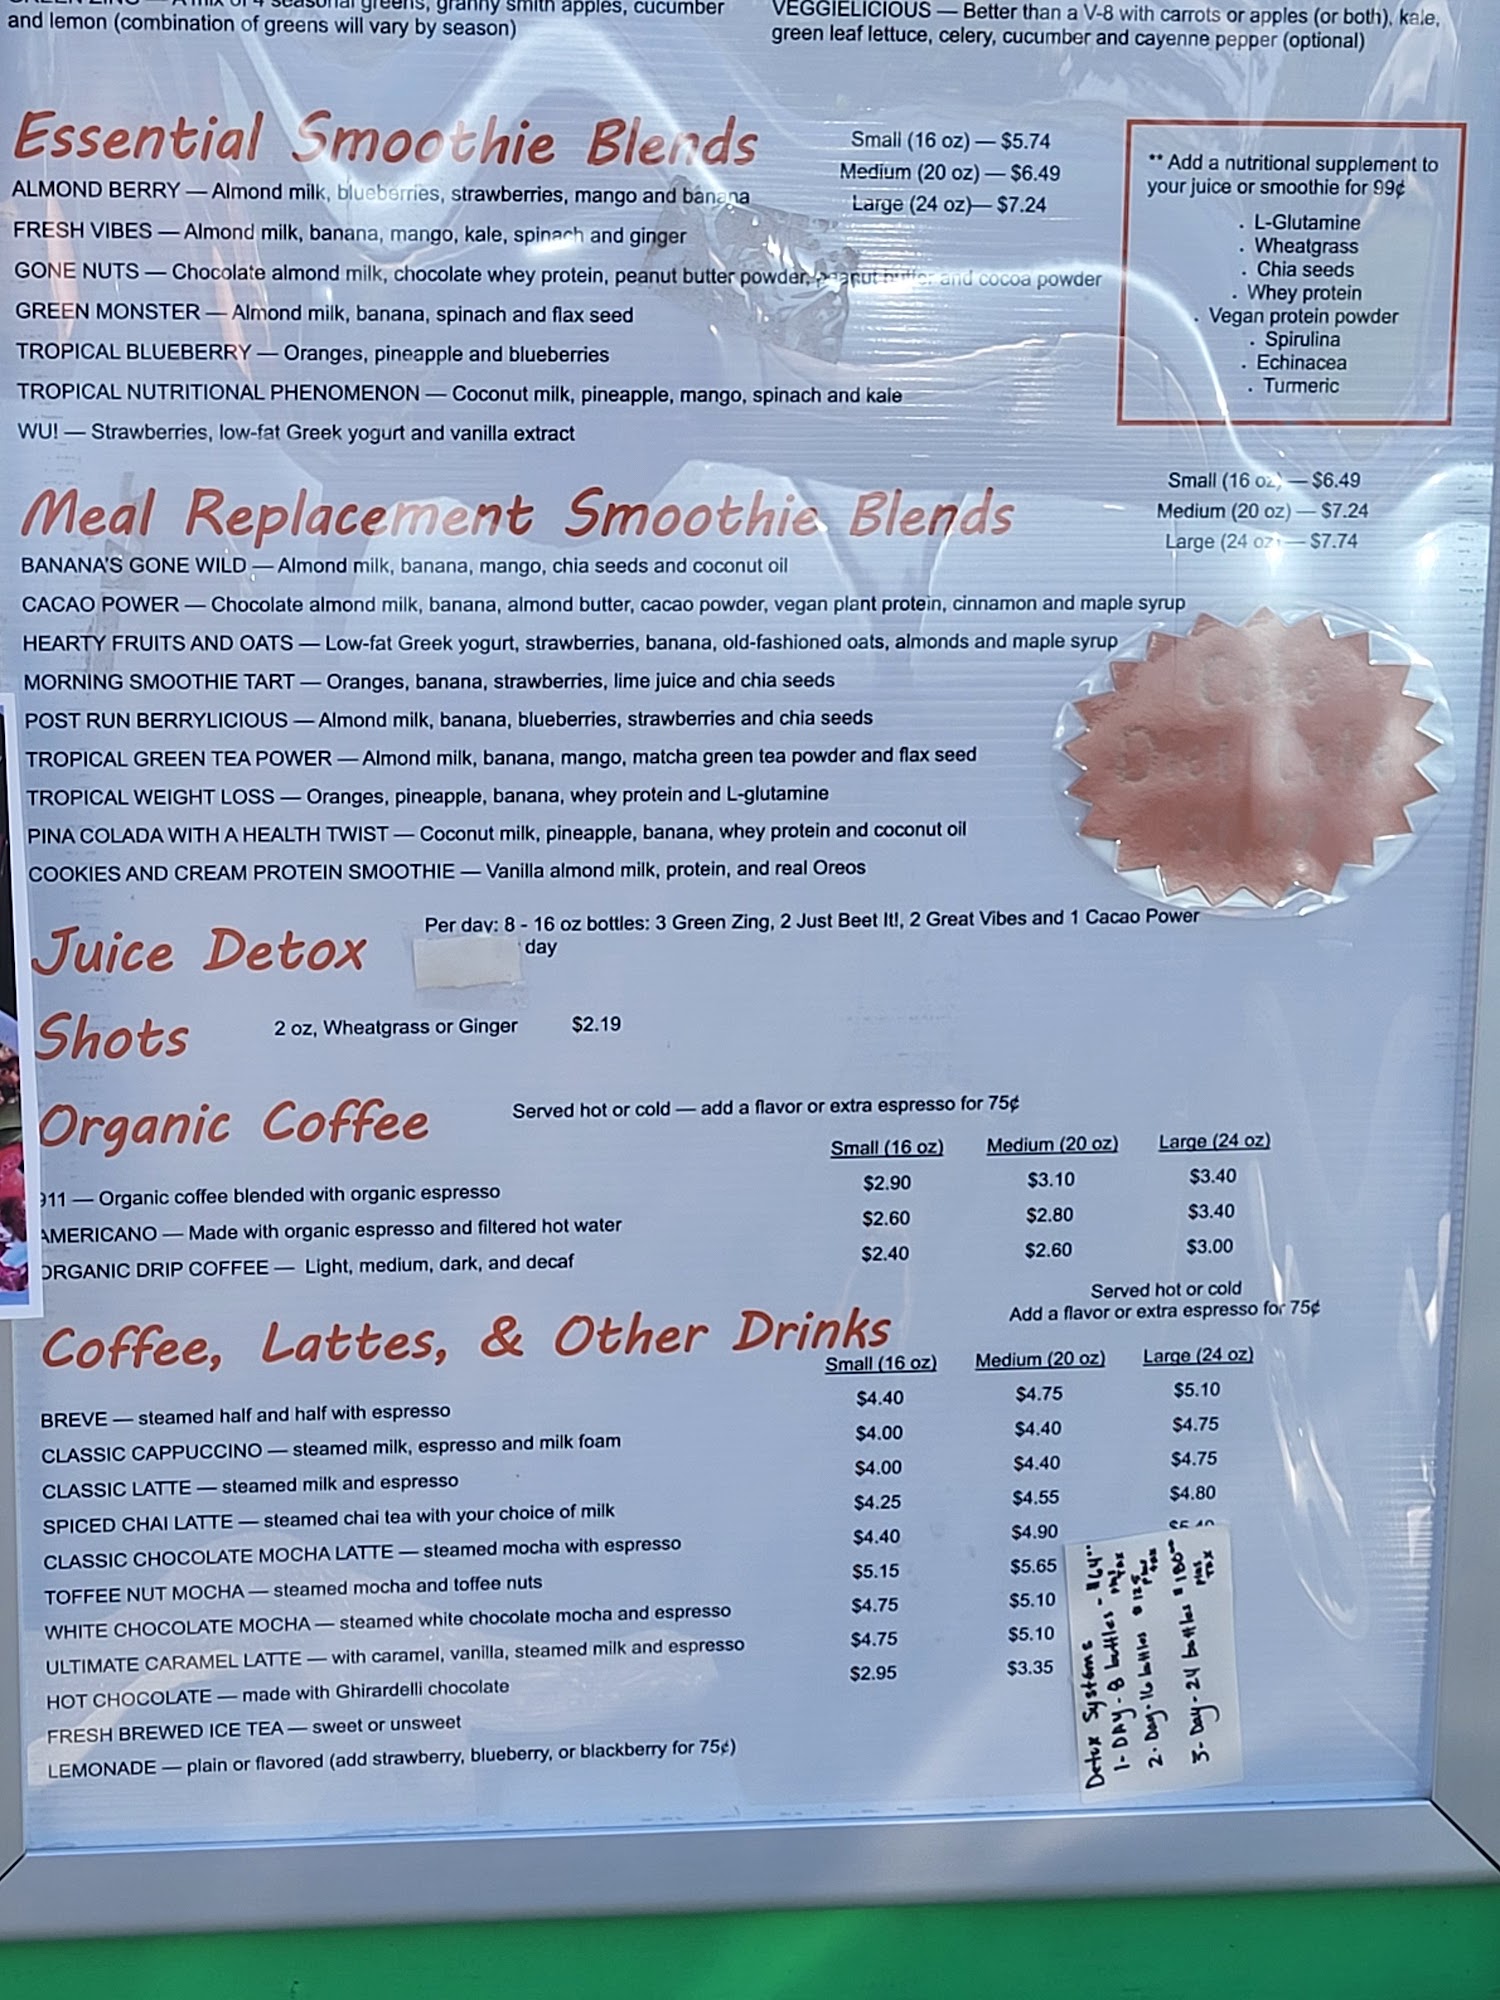 seasonal greens, granny smith apples, cucumber
and lemon (combination of greens will vary by season)
VEGGIELICIOUS — Better than a V-8 with carrots or apples (or both), kale,
green leaf lettuce, celery, cucumber and cayenne pepper (optional)
Essential Smoothie Blends
Small (16 oz) — $5.74
Medium (20 oz) — $6.49
Large (24 oz)— $7.24
ALMOND BERRY — Almond milk, blueberries, strawberries, mango and banana
FRESH VIBES — Almond milk, banana, mango, kale, spinach and ginger
GONE NUTS — Chocolate almond milk, chocolate whey protein, peanut butter powder, peanut butter and cocoa powder
GREEN MONSTER — Almond milk, banana, spinach and flax seed
TROPICAL BLUEBERRY — Oranges, pineapple and blueberries
TROPICAL NUTRITIONAL PHENOMENON — Coconut milk, pineapple, mango, spinach and kale
WU! — Strawberries, low-fat Greek yogurt and vanilla extract
** Add a nutritional supplement to
your juice or smoothie for 99¢
. L-Glutamine
. Wheatgrass
. Chia seeds
. Whey protein
. Vegan protein powder
. Spirulina
. Echinacea
. Turmeric
Meal Replacement Smoothie Blends
Small (16 oz) — $6.49
Medium (20 oz) — $7.24
Large (24 oz) — $7.74
BANANA'S GONE WILD — Almond milk, banana, mango, chia seeds and coconut oil
CACAO POWER — Chocolate almond milk, banana, almond butter, cacao powder, vegan plant protein, cinnamon and maple syrup
HEARTY FRUITS AND OATS — Low-fat Greek yogurt, strawberries, banana, old-fashioned oats, almonds and maple syrup
MORNING SMOOTHIE TART — Oranges, banana, strawberries, lime juice and chia seeds
POST RUN BERRYLICIOUS — Almond milk, banana, blueberries, strawberries and chia seeds
TROPICAL GREEN TEA POWER — Almond milk, banana, mango, matcha green tea powder and flax seed
TROPICAL WEIGHT LOSS — Oranges, pineapple, banana, whey protein and L-glutamine
PINA COLADA WITH A HEALTH TWIST — Coconut milk, pineapple, banana, whey protein and coconut oil
COOKIES AND CREAM PROTEIN SMOOTHIE — Vanilla almond milk, protein, and real Oreos
Juice Detox
Per day: 8 - 16 oz bottles: 3 Green Zing, 2 Just Beet It!, 2 Great Vibes and 1 Cacao Power
day
Shots
2 oz, Wheatgrass or Ginger $2.19
Organic Coffee
Served hot or cold — add a flavor or extra espresso for 75¢
Small (16 oz) Medium (20 oz) Large (24 oz)
911 — Organic coffee blended with organic espresso $2.90 $3.10 $3.40
AMERICANO — Made with organic espresso and filtered hot water $2.60 $2.80 $3.40
ORGANIC DRIP COFFEE — Light, medium, dark, and decaf $2.40 $2.60 $3.00
Coffee, Lattes, & Other Drinks
Served hot or cold
Add a flavor or extra espresso for 75¢
Small (16 oz) Medium (20 oz) Large (24 oz)
BREVE — steamed half and half with espresso $4.40 $4.75 $5.10
CLASSIC CAPPUCCINO — steamed milk, espresso and milk foam $4.00 $4.40 $4.75
CLASSIC LATTE — steamed milk and espresso $4.00 $4.40 $4.75
SPICED CHAI LATTE — steamed chai tea with your choice of milk $4.25 $4.55 $4.80
CLASSIC CHOCOLATE MOCHA LATTE — steamed mocha with espresso $4.40 $4.90
TOFFEE NUT MOCHA — steamed mocha and toffee nuts $5.15 $5.65
WHITE CHOCOLATE MOCHA — steamed white chocolate mocha and espresso $4.75 $5.10
ULTIMATE CARAMEL LATTE — with caramel, vanilla, steamed milk and espresso $4.75 $5.10
HOT CHOCOLATE — made with Ghirardelli chocolate $2.95 $3.35
FRESH BREWED ICE TEA — sweet or unsweet
LEMONADE — plain or flavored (add strawberry, blueberry, or blackberry for 75¢)
Detox Systems
1- DAY - 8 bottles - $64.00 plus tax
2. Day - 16 bottles $125 plus tax
3- Day - 24 bottles $180.00 plus tax